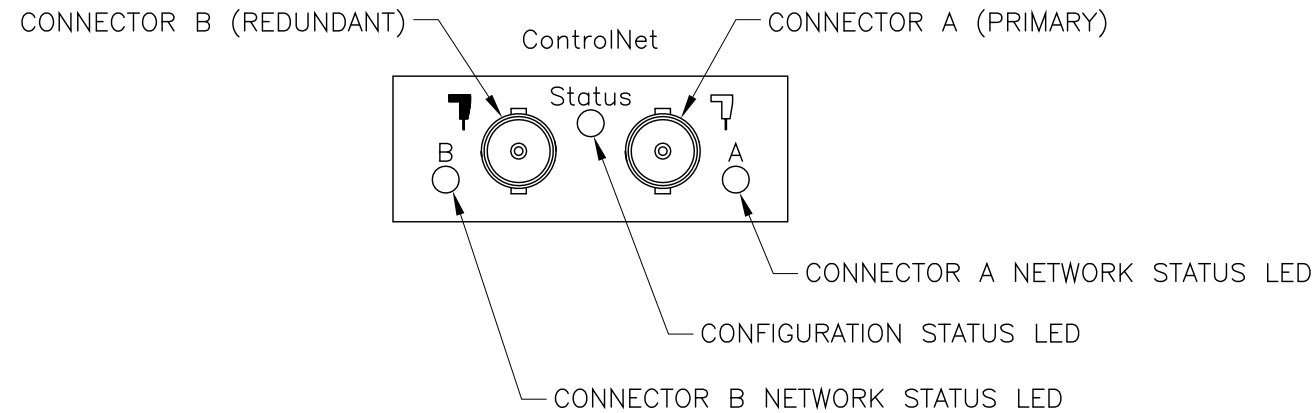 CONNECTOR B (REDUNDANT)
CONNECTOR A (PRIMARY)
ControlNet
Status
B
A
CONNECTOR A NETWORK STATUS LED
CONFIGURATION STATUS LED
CONNECTOR B NETWORK STATUS LED